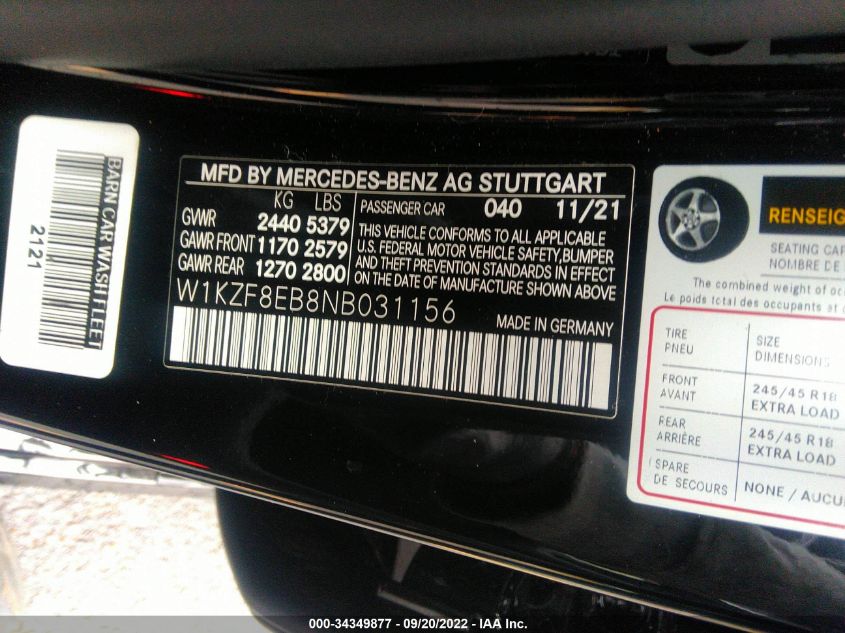 BARN CAR WASH FLEET
2121
MFD BY MERCEDES-BENZ AG STUTTGART
KG LBS
GVWR 2440 5379
GAWR FRONT 1170 2579
GAWR REAR 1270 2800
PASSENGER CAR 040 11/21
THIS VEHICLE CONFORMS TO ALL APPLICABLE
U.S. FEDERAL MOTOR VEHICLE SAFETY, BUMPER
AND THEFT PREVENTION STANDARDS IN EFFECT
ON THE DATE OF MANUFACTURE SHOWN ABOVE
W1KZF8EB8NB031156
MADE IN GERMANY
RENSEIG
SEATING CAP
NOMBRE DE
The combined weight of oc
Le poids total des occupants et
TIRE SIZE
PNEU DIMENSIONS
FRONT 245/45 R18
AVANT EXTRA LOAD
REAR 245/45 R18
ARRIÈRE EXTRA LOAD
SPARE NONE / AUCU
DE SECOURS
000-34349877 - 09/20/2022 - IAA Inc.